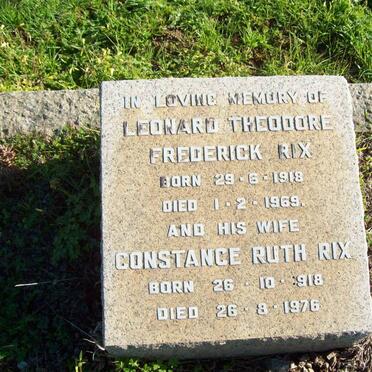 IN LOVING MEMORY OF
LEONARD THEODORE
FREDERICK RIX
BORN 29·6·1918
DIED 1·2·1969.
AND HIS WIFE
CONSTANCE RUTH RIX.
BORN 26·10·1918
DIED 26·8·1976